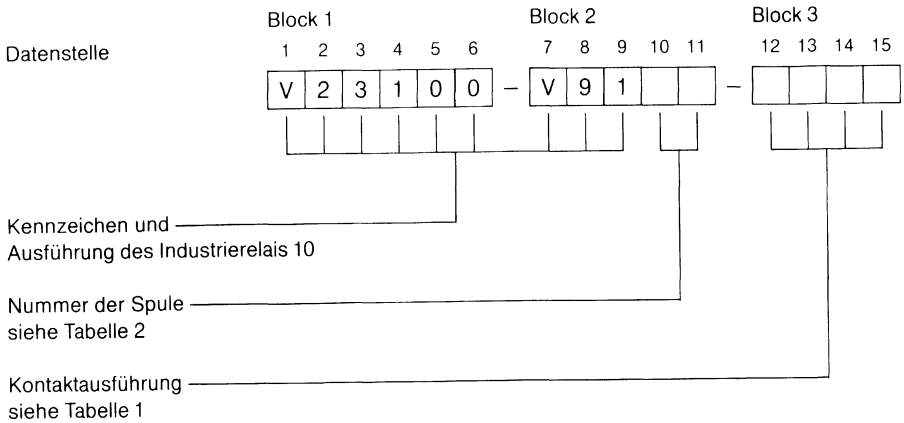 Block 1 Block 2 Block 3
Datenstelle 1 2 3 4 5 6 7 8 9 10 11 12 13 14 15
V 2 3 1 0 0 – V 9 1 –
Kennzeichen und
Ausführung des Industrierelais 10
Nummer der Spule
siehe Tabelle 2
Kontaktausführung
siehe Tabelle 1